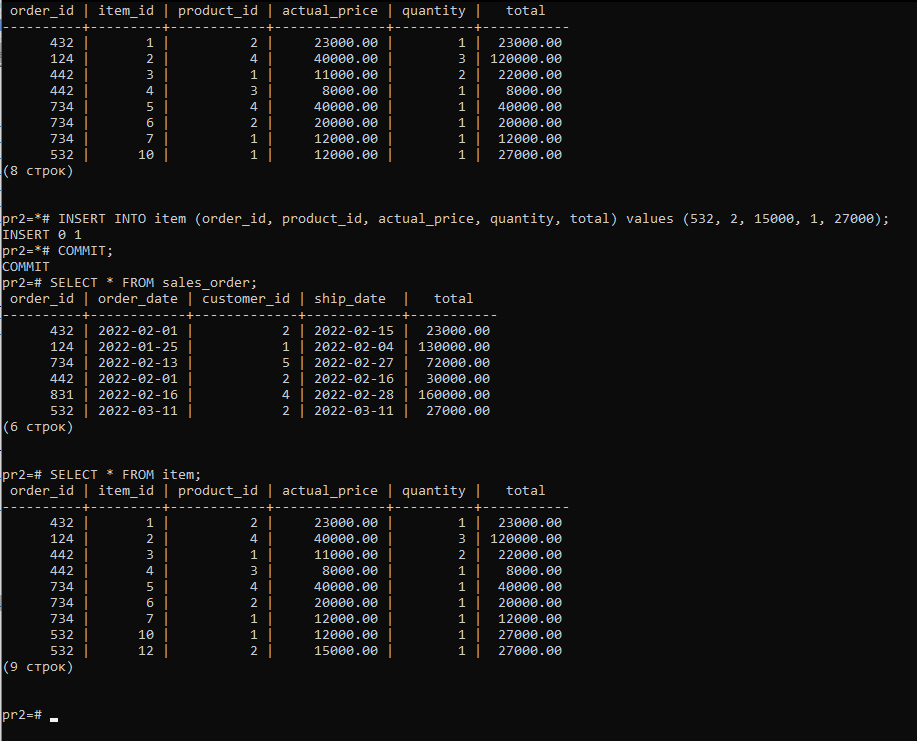 order_id | item_id | product_id | actual_price | quantity |   total
----------+---------+------------+--------------+----------+-----------
      432 |       1 |          2 |     23000.00 |        1 |  23000.00
      124 |       2 |          4 |     40000.00 |        3 | 120000.00
      442 |       3 |          1 |     11000.00 |        2 |  22000.00
      442 |       4 |          3 |      8000.00 |        1 |   8000.00
      734 |       5 |          4 |     40000.00 |        1 |  40000.00
      734 |       6 |          2 |     20000.00 |        1 |  20000.00
      734 |       7 |          1 |     12000.00 |        1 |  12000.00
      532 |      10 |          1 |     12000.00 |        1 |  27000.00
(8 строк)
pr2=*# INSERT INTO item (order_id, product_id, actual_price, quantity, total) values (532, 2, 15000, 1, 27000);
INSERT 0 1
pr2=*# COMMIT;
COMMIT
pr2=# SELECT * FROM sales_order;
 order_id | order_date | customer_id | ship_date  |   total
----------+------------+-------------+------------+-----------
      432 | 2022-02-01 |           2 | 2022-02-15 |  23000.00
      124 | 2022-01-25 |           1 | 2022-02-04 | 130000.00
      734 | 2022-02-13 |           5 | 2022-02-27 |  72000.00
      442 | 2022-02-01 |           2 | 2022-02-16 |  30000.00
      831 | 2022-02-16 |           4 | 2022-02-28 | 160000.00
      532 | 2022-03-11 |           2 | 2022-03-11 |  27000.00
(6 строк)
pr2=# SELECT * FROM item;
 order_id | item_id | product_id | actual_price | quantity |   total
----------+---------+------------+--------------+----------+-----------
      432 |       1 |          2 |     23000.00 |        1 |  23000.00
      124 |       2 |          4 |     40000.00 |        3 | 120000.00
      442 |       3 |          1 |     11000.00 |        2 |  22000.00
      442 |       4 |          3 |      8000.00 |        1 |   8000.00
      734 |       5 |          4 |     40000.00 |        1 |  40000.00
      734 |       6 |          2 |     20000.00 |        1 |  20000.00
      734 |       7 |          1 |     12000.00 |        1 |  12000.00
      532 |      10 |          1 |     12000.00 |        1 |  27000.00
      532 |      12 |          2 |     15000.00 |        1 |  27000.00
(9 строк)
pr2=#